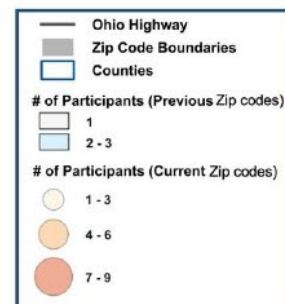 Ohio Highway
Zip Code Boundaries
Counties
# of Participants (Previous Zip codes)
1
2 - 3
# of Participants (Current Zip codes)
1 - 3
4 - 6
7 - 9